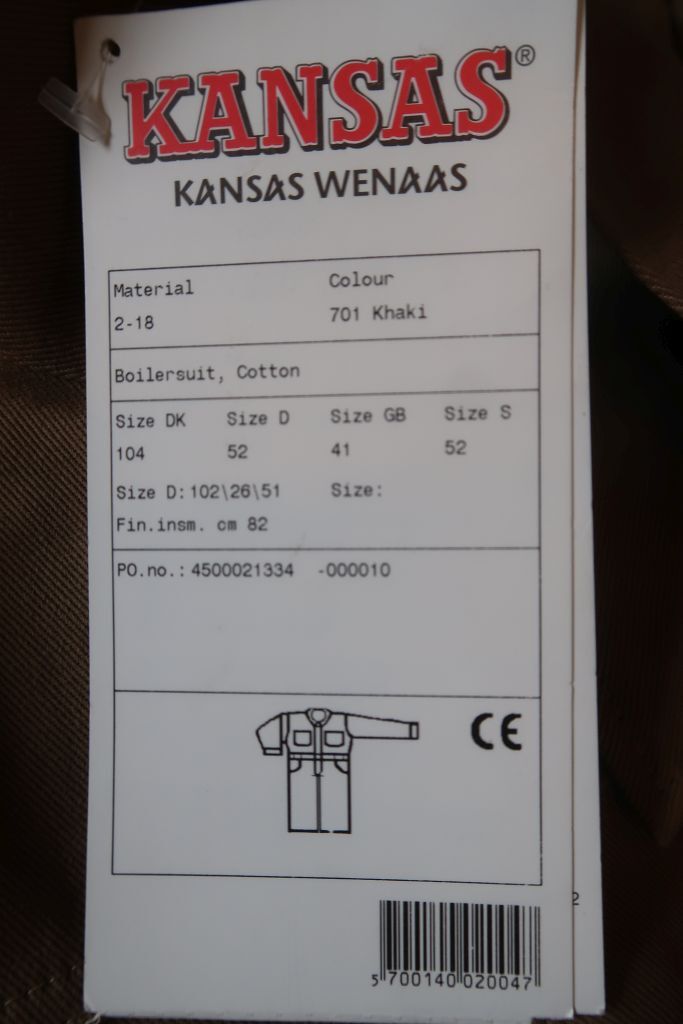 KANSAS®
KANSAS WENAAS
Material Colour
2-18 701 Khaki
Boilersuit, Cotton
Size DK Size D Size GB Size S
104 52 41 52
Size D: 102\26\51 Size:
Fin.insm. cm 82
PO.no.: 4500021334 -000010
CE
2
5 700140 020047